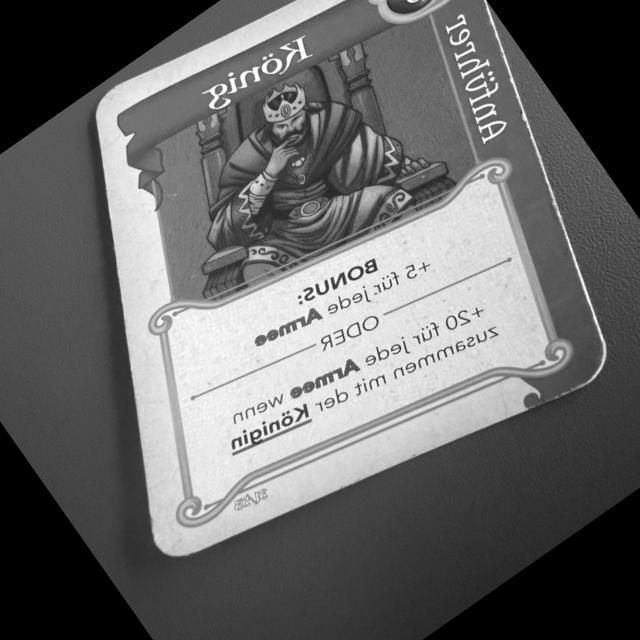 König
Anführer
BONUS:
+5 für jede Armee
ODER
+20 für jede Armee wenn
zusammen mit der Königin